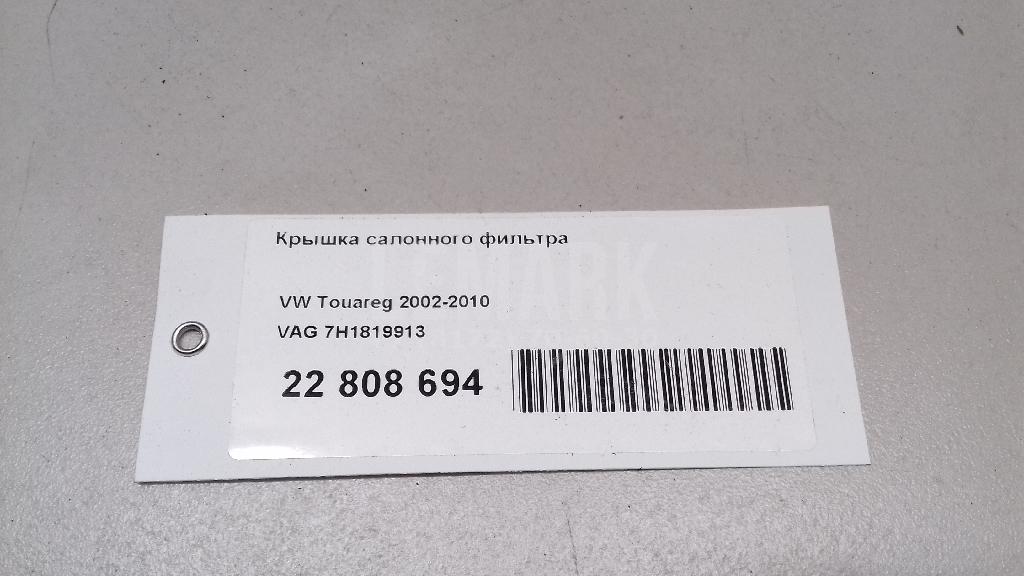 Крышка салонного фильтра
VW Touareg 2002-2010
VAG 7H1819913
22 808 694